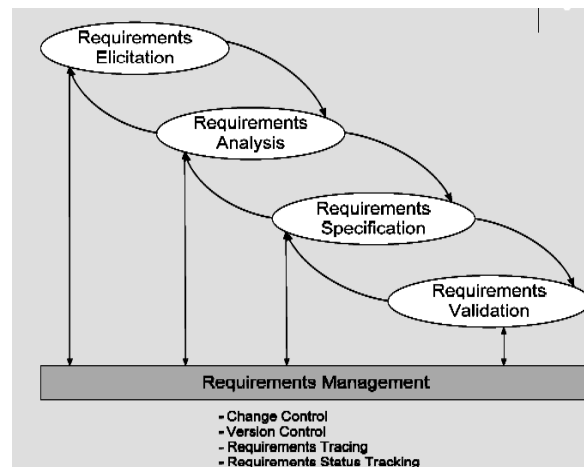 Requirements
Elicitation
Requirements
Analysis
Requirements
Specification
Requirements
Validation
Requirements Management
- Change Control
- Version Control
- Requirements Tracing
- Requirements Status Tracking